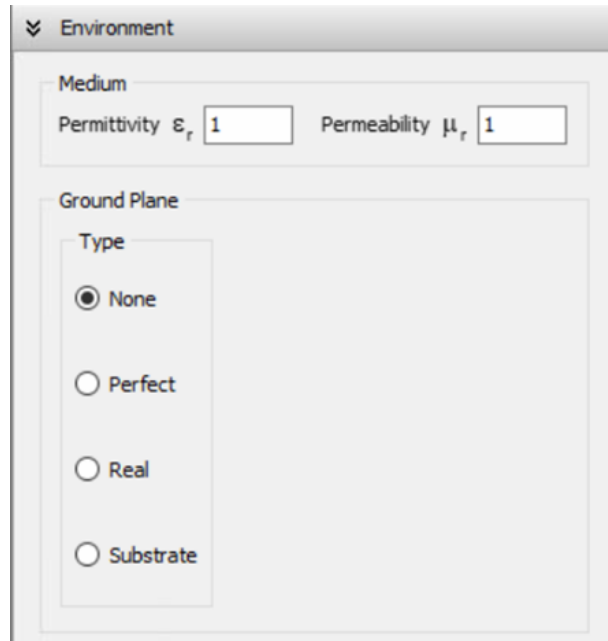 Environment
Medium
Permittivity εr 1 Permeability μr 1
Ground Plane
Type
None
Perfect
Real
Substrate